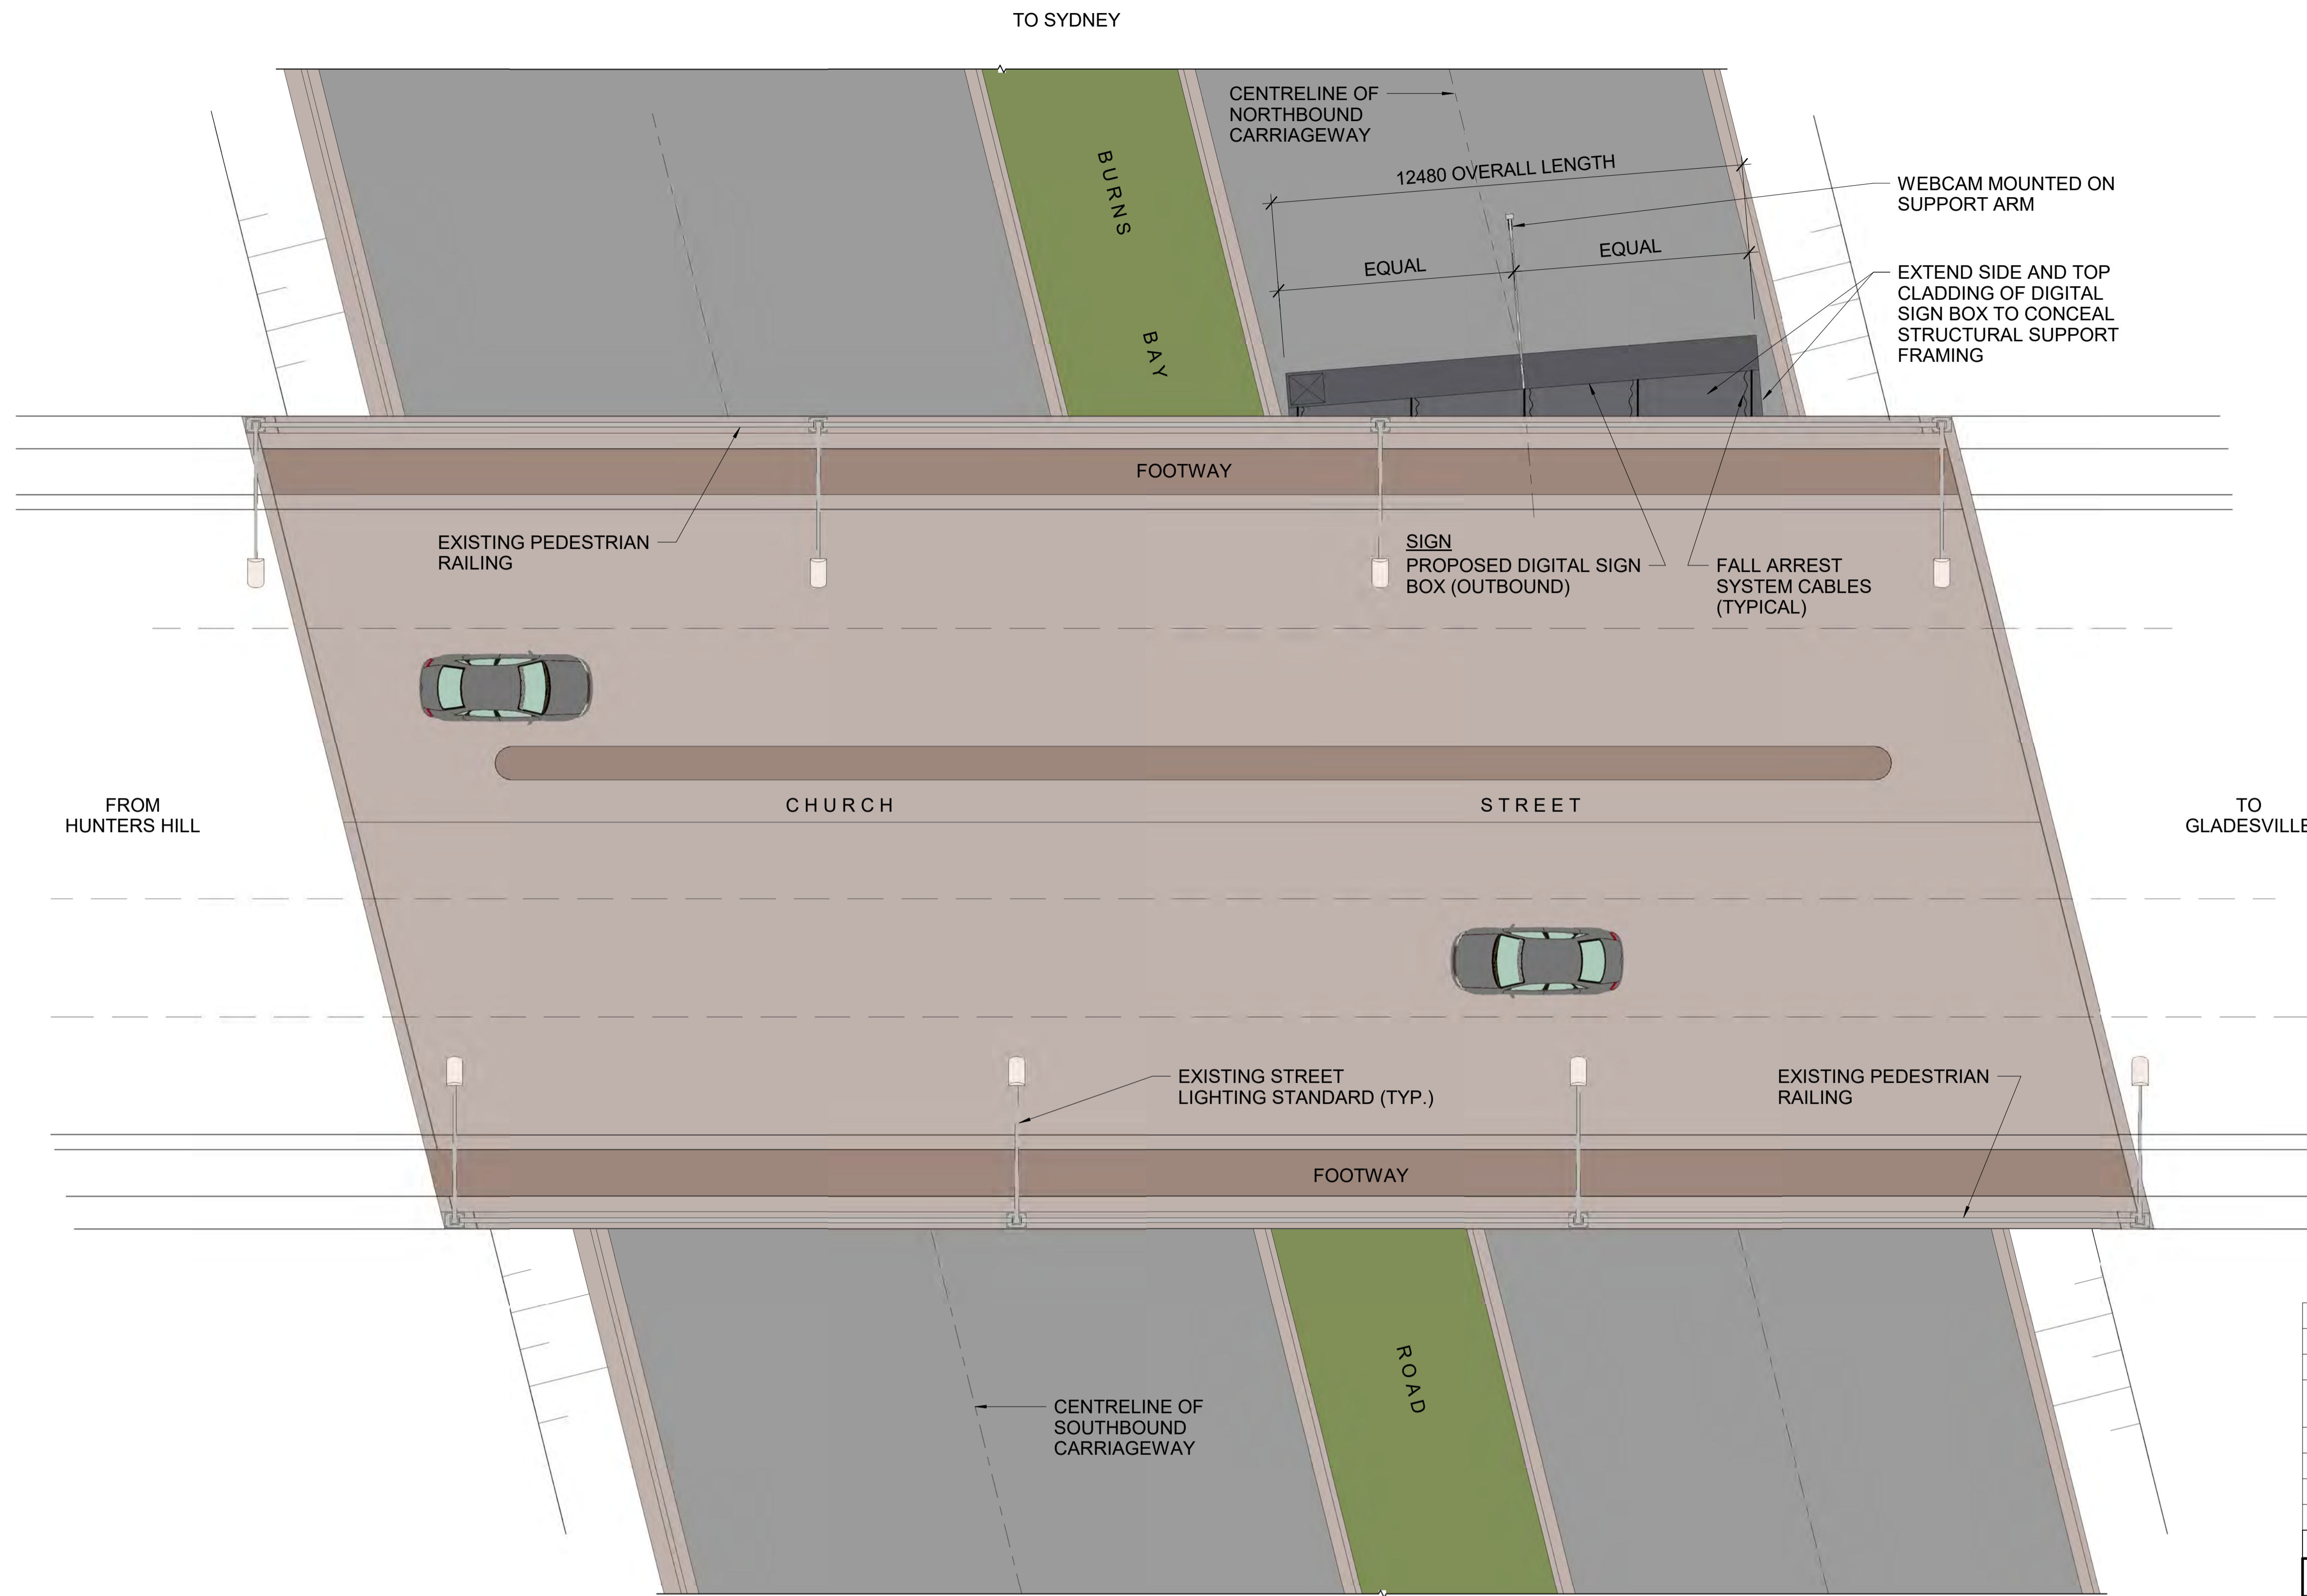 TO SYDNEY
CENTRELINE OF
NORTHBOUND
CARRIAGEWAY
12480 OVERALL LENGTH
WEBCAM MOUNTED ON
SUPPORT ARM
EQUAL
EQUAL
EXTEND SIDE AND TOP
CLADDING OF DIGITAL
SIGN BOX TO CONCEAL
STRUCTURAL SUPPORT
FRAMING
BURNS
BAY
FOOTWAY
EXISTING PEDESTRIAN
RAILING
SIGN
PROPOSED DIGITAL SIGN
BOX (OUTBOUND)
FALL ARREST
SYSTEM CABLES
(TYPICAL)
FROM
HUNTERS HILL
CHURCH
STREET
TO
GLADESVILLE
EXISTING STREET
LIGHTING STANDARD (TYP.)
EXISTING PEDESTRIAN
RAILING
FOOTWAY
ROAD
CENTRELINE OF
SOUTHBOUND
CARRIAGEWAY